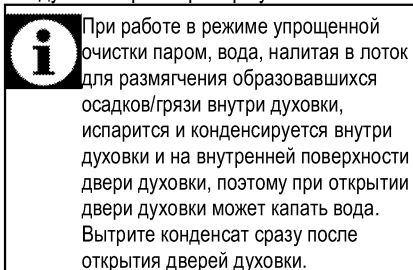 При работе в режиме упрощенной
очистки паром, вода, налитая в лоток
для размягчения образовавшихся
осадков/грязи внутри духовки,
испарится и конденсируется внутри
духовки и на внутренней поверхности
двери духовки, поэтому при открытии
двери духовки может капать вода.
Вытрите конденсат сразу после
открытия дверей духовки.